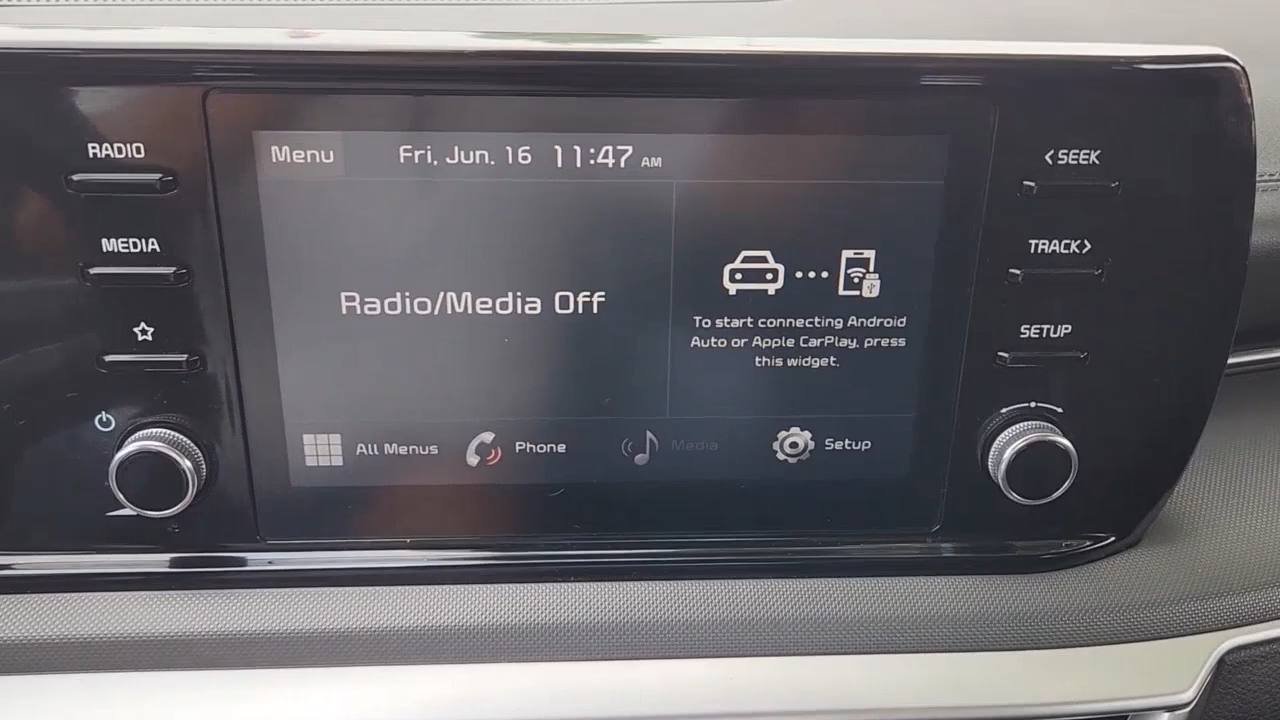 RADIO
MEDIA
Menu
Fri, Jun. 16 11:47 AM
Radio/Media Off
To start connecting Android
Auto or Apple CarPlay, press
this widget.
All Menus
Phone
Media
Setup
<SEEK
TRACK>
SETUP